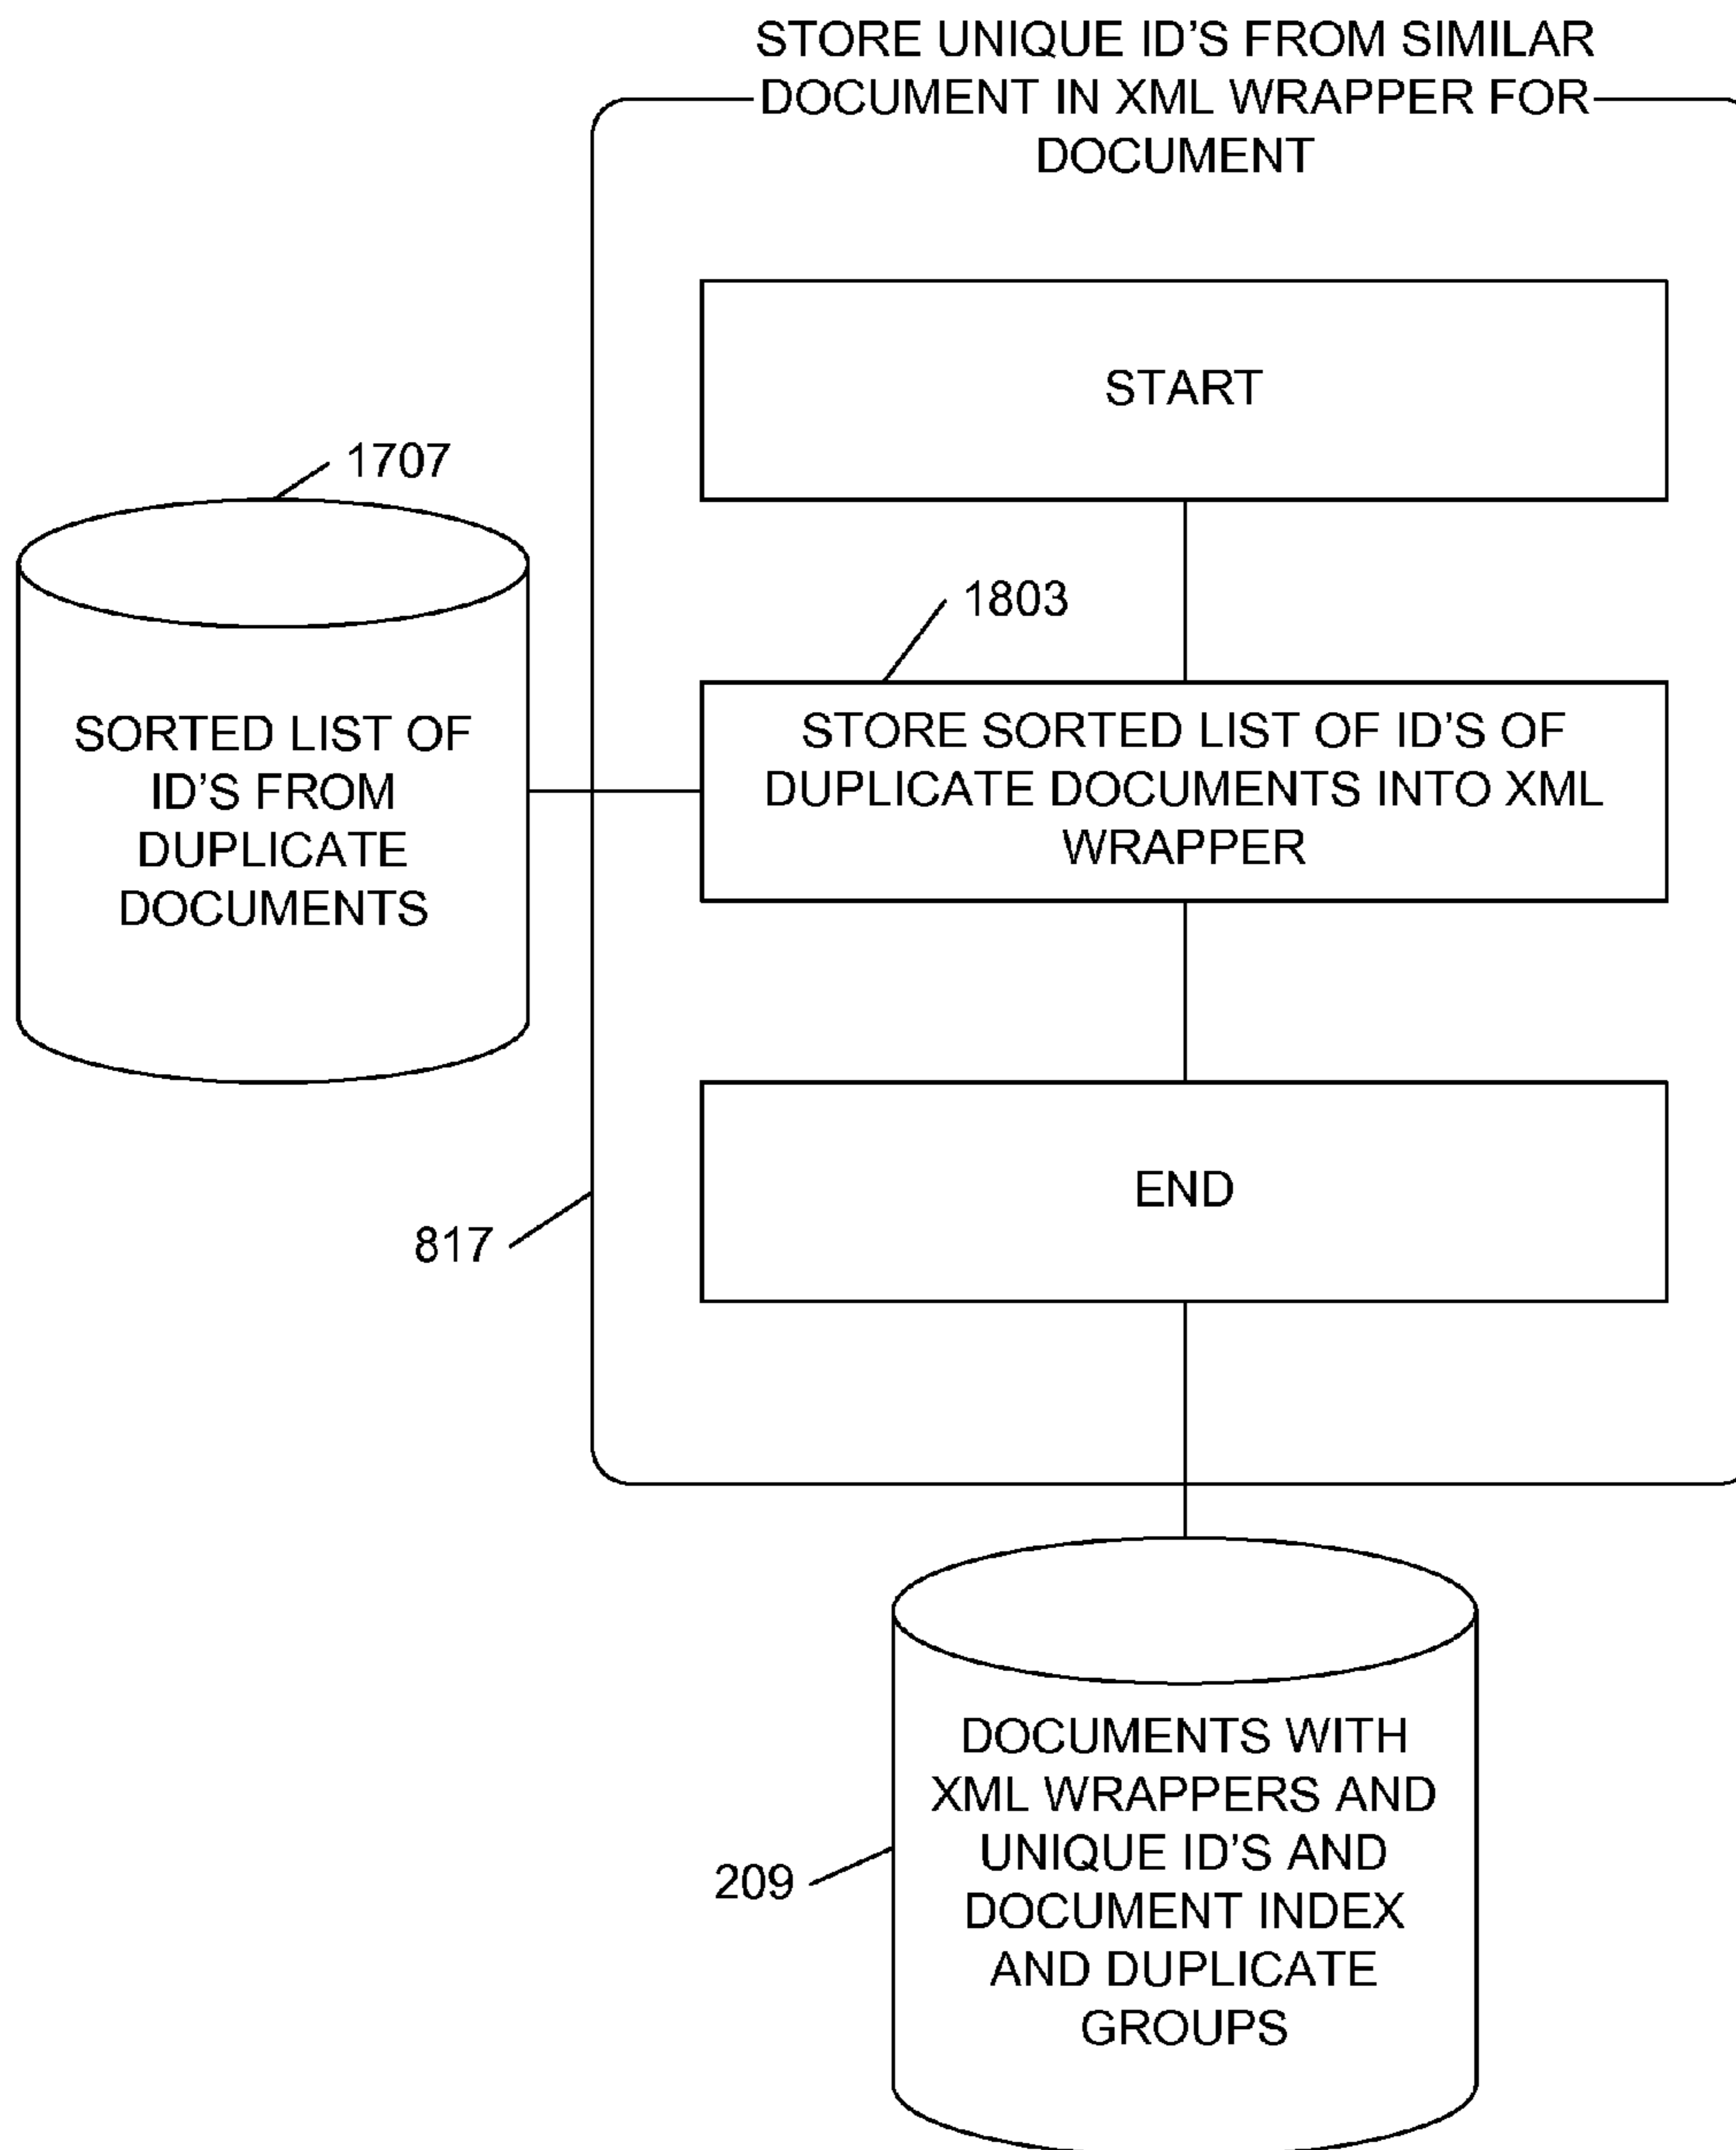 STORE UNIQUE ID'S FROM SIMILAR
DOCUMENT IN XML WRAPPER FOR
DOCUMENT
START
1707
1803
SORTED LIST OF
ID'S FROM
DUPLICATE
DOCUMENTS
STORE SORTED LIST OF ID'S OF
DUPLICATE DOCUMENTS INTO XML
WRAPPER
END
817
DOCUMENTS WITH
XML WRAPPERS AND
UNIQUE ID'S AND
DOCUMENT INDEX
AND DUPLICATE
GROUPS
209